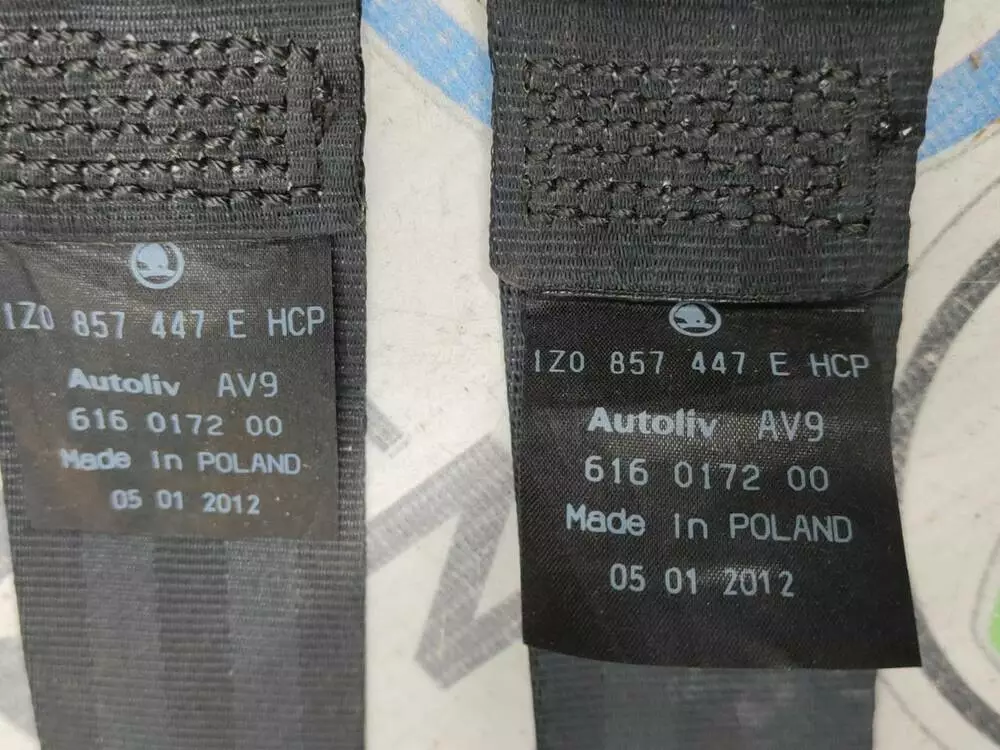 1Z0 857 447 E HCP
Autoliv AV9
616 0172 00
Made in POLAND
05 01 2012
1Z0 857 447 E HCP
Autoliv AV9
616 0172 00
Made in POLAND
05 01 2012